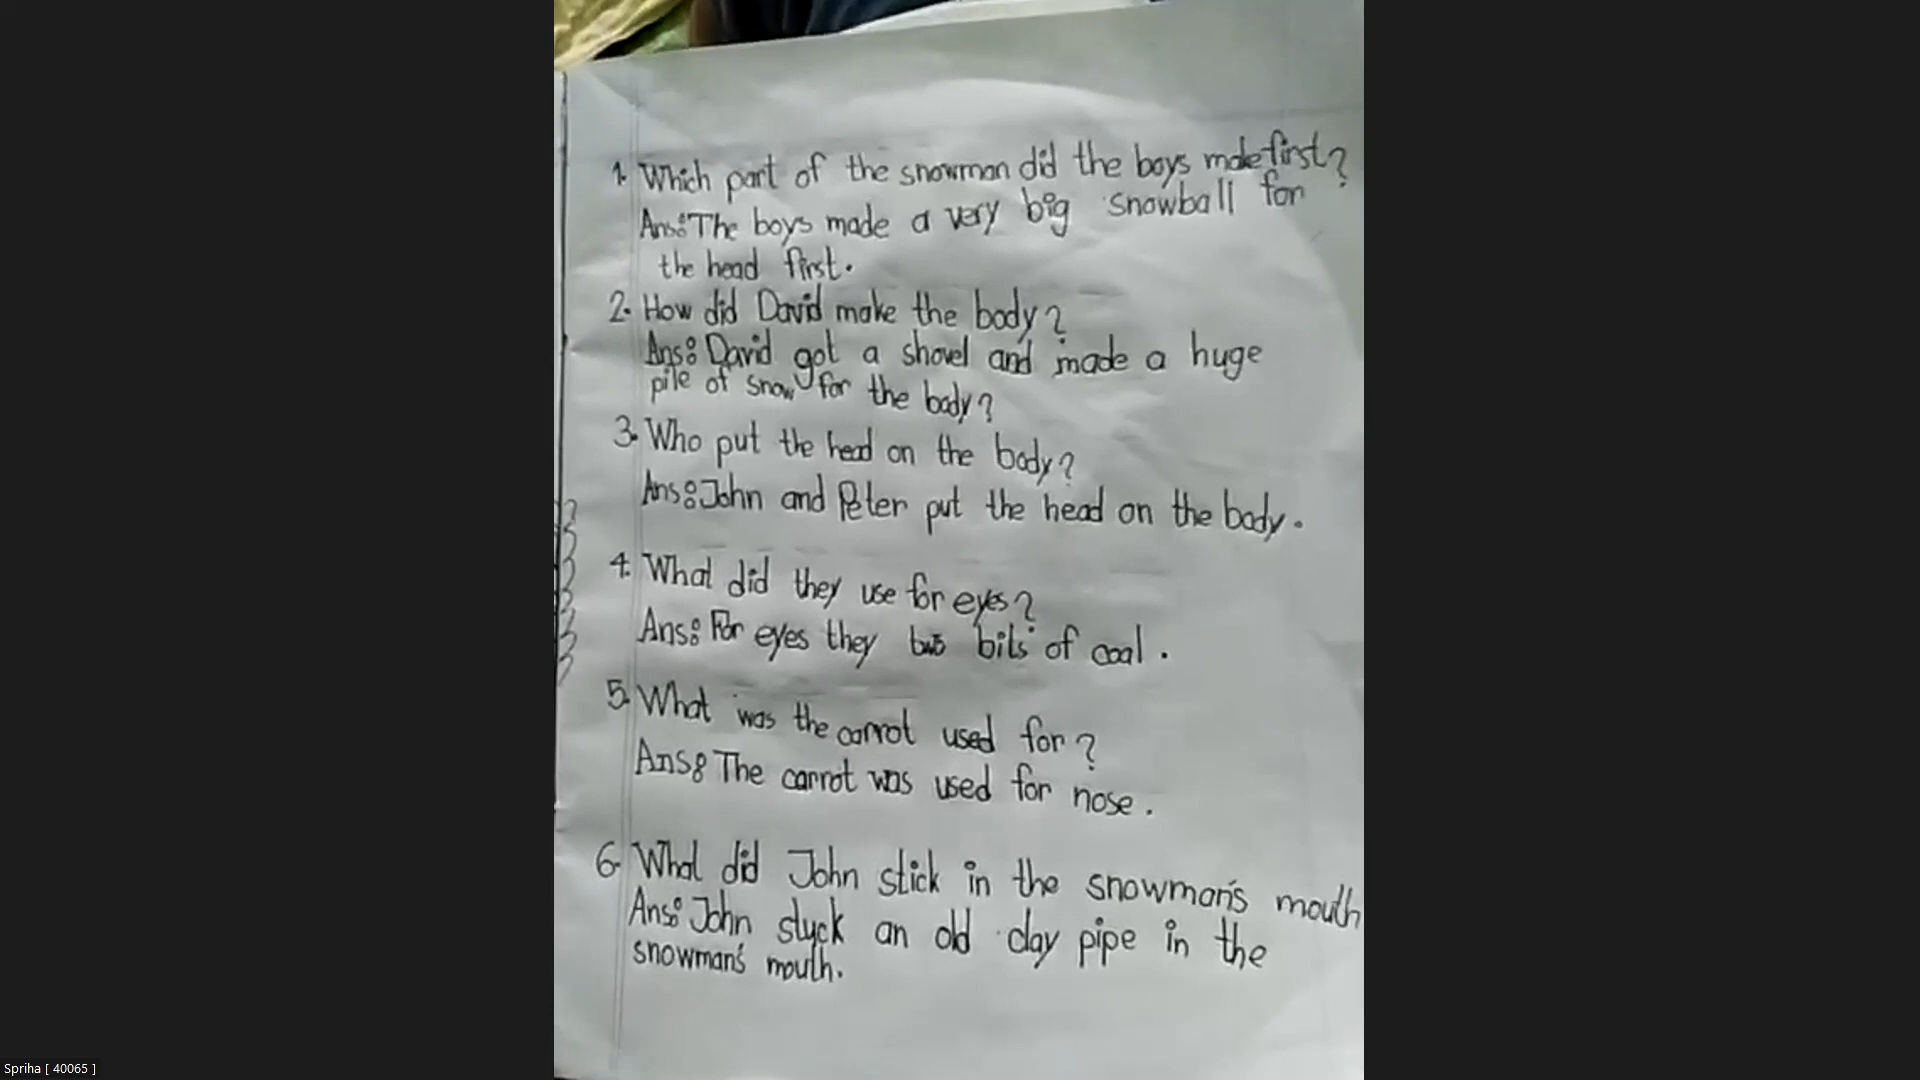 1. Which part of the snowman did the boys make first?
Ans: The boys made a very big snowball for
the head first.
2. How did David make the body?
Ans: David got a shovel and made a huge
pile of snow for the body?
3. Who put the head on the body?
Ans: John and Peter put the head on the body.
4. What did they use for eyes?
Ans: For eyes they two bits of coal.
5. What was the carrot used for?
Ans: The carrot was used for nose.
6. What did John stick in the snowman's mouth
Ans: John stuck an old clay pipe in the
snowman's mouth.
Spriha [ 40065 ]